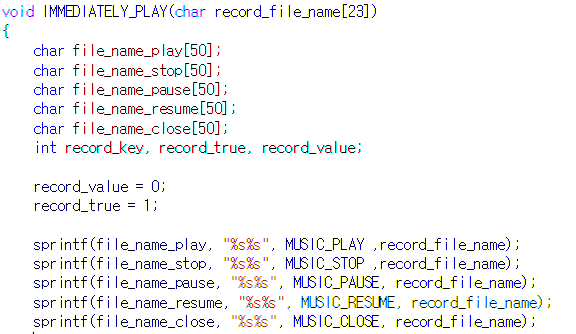 void IMMEDIATELY_PLAY(char record_file_name[23])
{
char file_name_play[50];
char file_name_stop[50];
char file_name_pause[50];
char file_name_resume[50];
char file_name_close[50];
int record_key, record_true, record_value;
record_value = 0;
record_true = 1;
sprintf(file_name_play, "%s%s", MUSIC_PLAY ,record_file_name);
sprintf(file_name_stop, "%s%s", MUSIC_STOP ,record_file_name);
sprintf(file_name_pause, "%s%s", MUSIC_PAUSE, record_file_name);
sprintf(file_name_resume, "%s%s", MUSIC_RESUME, record_file_name);
sprintf(file_name_close, "%s%s", MUSIC_CLOSE, record_file_name);